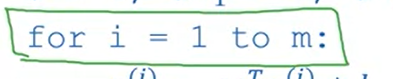 for i = 1 to m: